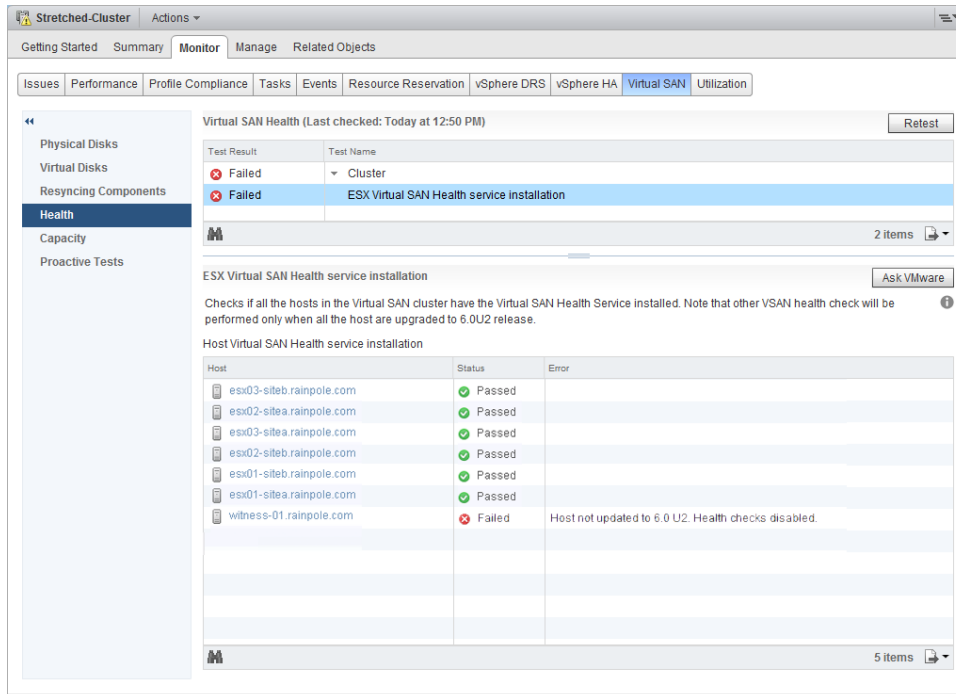 Stretched-Cluster Actions
Getting Started Summary Monitor Manage Related Objects
Issues Performance Profile Compliance Tasks Events Resource Reservation vSphere DRS vSphere HA Virtual SAN Utilization
Physical Disks
Virtual Disks
Resyncing Components
Health
Capacity
Proactive Tests
Virtual SAN Health (Last checked: Today at 12:50 PM)
Retest
Test Result Test Name
Failed Cluster
Failed ESX Virtual SAN Health service installation
2 items
ESX Virtual SAN Health service installation
Ask VMware
Checks if all the hosts in the Virtual SAN cluster have the Virtual SAN Health Service installed. Note that other VSAN health check will be
performed only when all the host are upgraded to 6.0U2 release.
Host Virtual SAN Health service installation
Host Status Error
esx03-siteb.rainpole.com Passed
esx02-sitea.rainpole.com Passed
esx03-sitea.rainpole.com Passed
esx02-siteb.rainpole.com Passed
esx01-siteb.rainpole.com Passed
esx01-sitea.rainpole.com Passed
witness-01.rainpole.com Failed Host not updated to 6.0 U2. Health checks disabled.
5 items